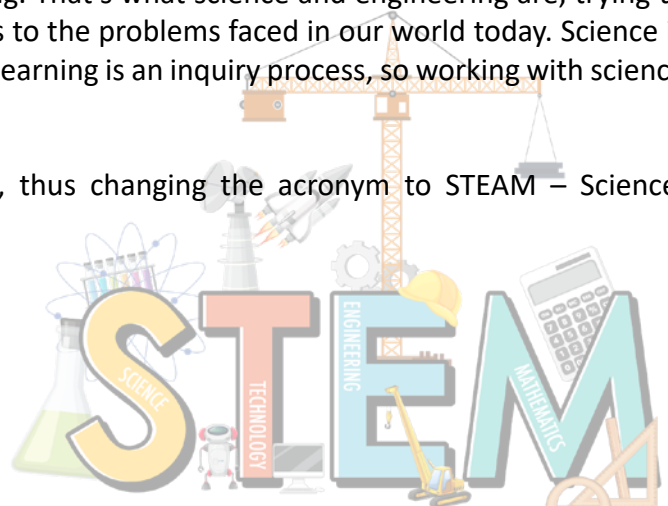 ng. That's what science and engineering are, trying t
s to the problems faced in our world today. Science
earning is an inquiry process, so working with scienc
, thus changing the acronym to STEAM – Science
STEM
SCIENCE
TECHNOLOGY
ENGINEERING
MATHEMATICS